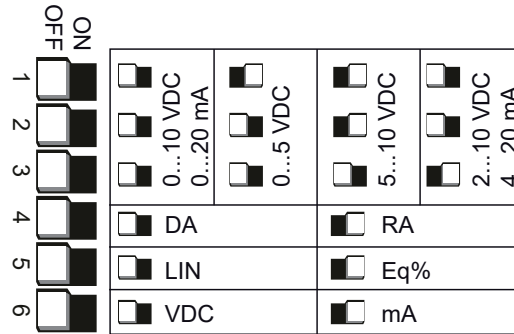 OFF
ON
1
2
3
4
5
6
0...10 VDC
0...20 mA
0...5 VDC
5...10 VDC
2...10 VDC
4...20 mA
DA
RA
LIN
Eq%
VDC
mA